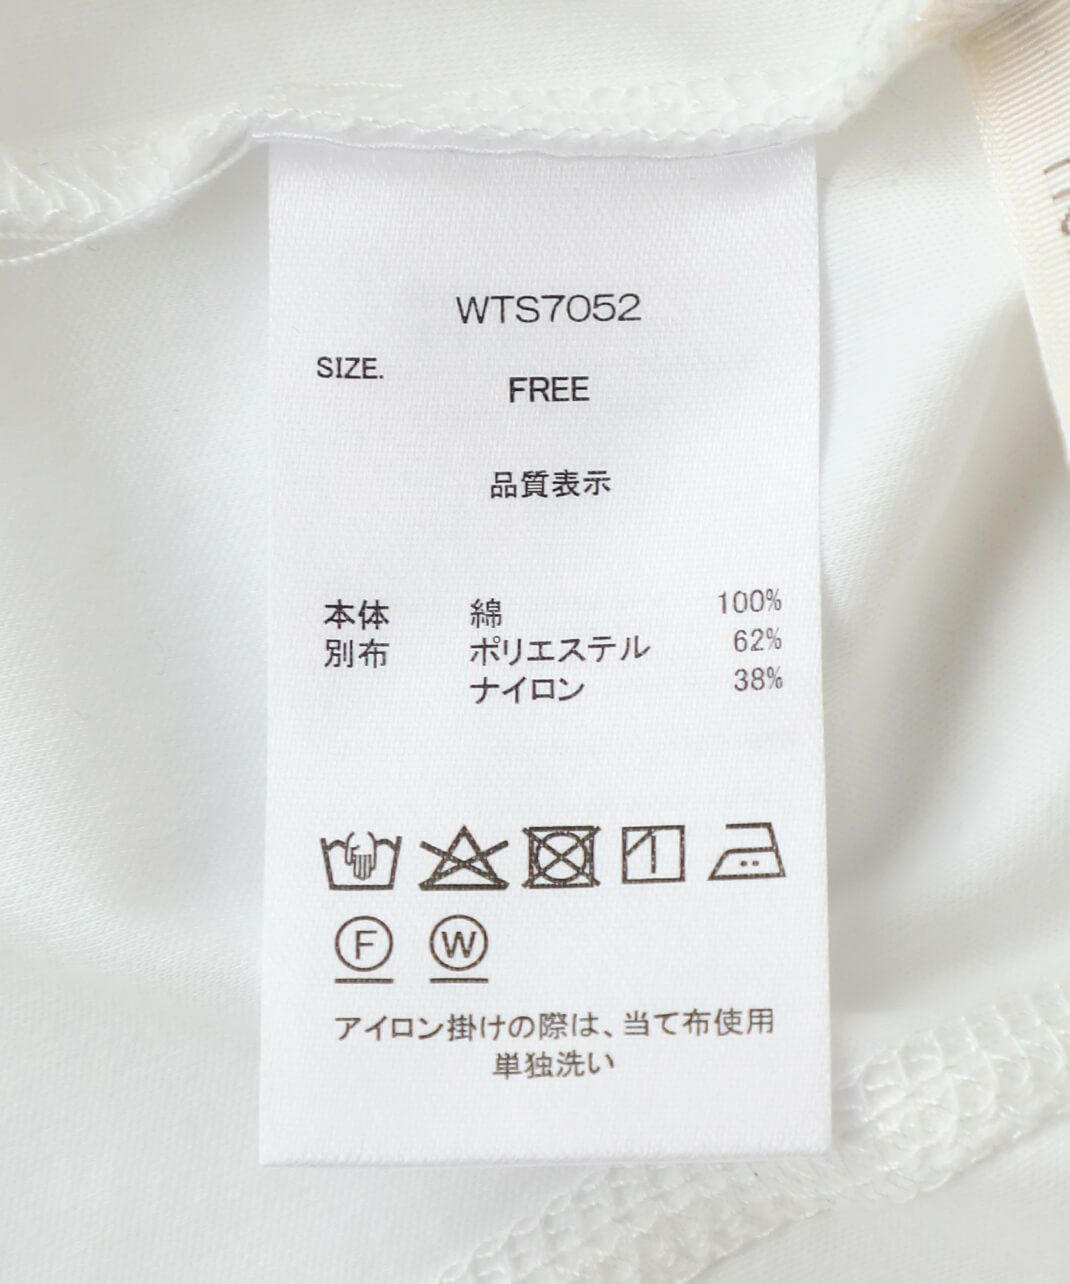 WTS7052
SIZE.
FREE
品質表示
本体 綿 100%
別布 ポリエステル 62%
ナイロン 38%
F W
アイロン掛けの際は、当て布使用
単独洗い